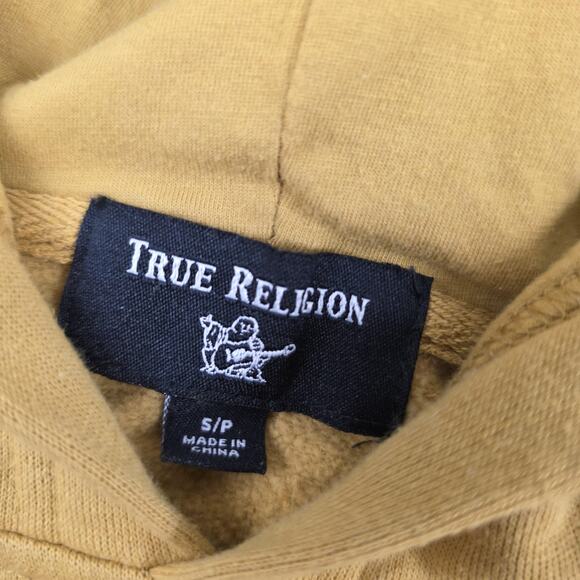 TRUE RELIGION
S/P
MADE IN
CHINA